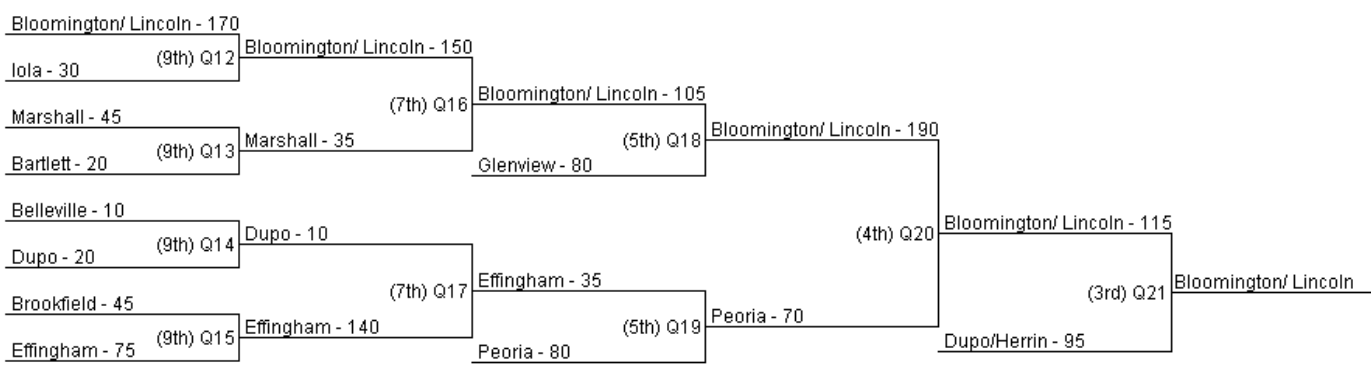 Bloomington/ Lincoln - 170
(9th) Q12
Iola - 30
Bloomington/ Lincoln - 150
(7th) Q16
Marshall - 45
(9th) Q13
Bartlett - 20
Marshall - 35
Bloomington/ Lincoln - 105
(5th) Q18
Glenview - 80
Bloomington/ Lincoln - 190
(4th) Q20
Belleville - 10
(9th) Q14
Dupo - 20
Dupo - 10
(7th) Q17
Brookfield - 45
(9th) Q15
Effingham - 75
Effingham - 140
Effingham - 35
(5th) Q19
Peoria - 80
Peoria - 70
Bloomington/ Lincoln - 115
(3rd) Q21
Dupo/Herrin - 95
Bloomington/ Lincoln